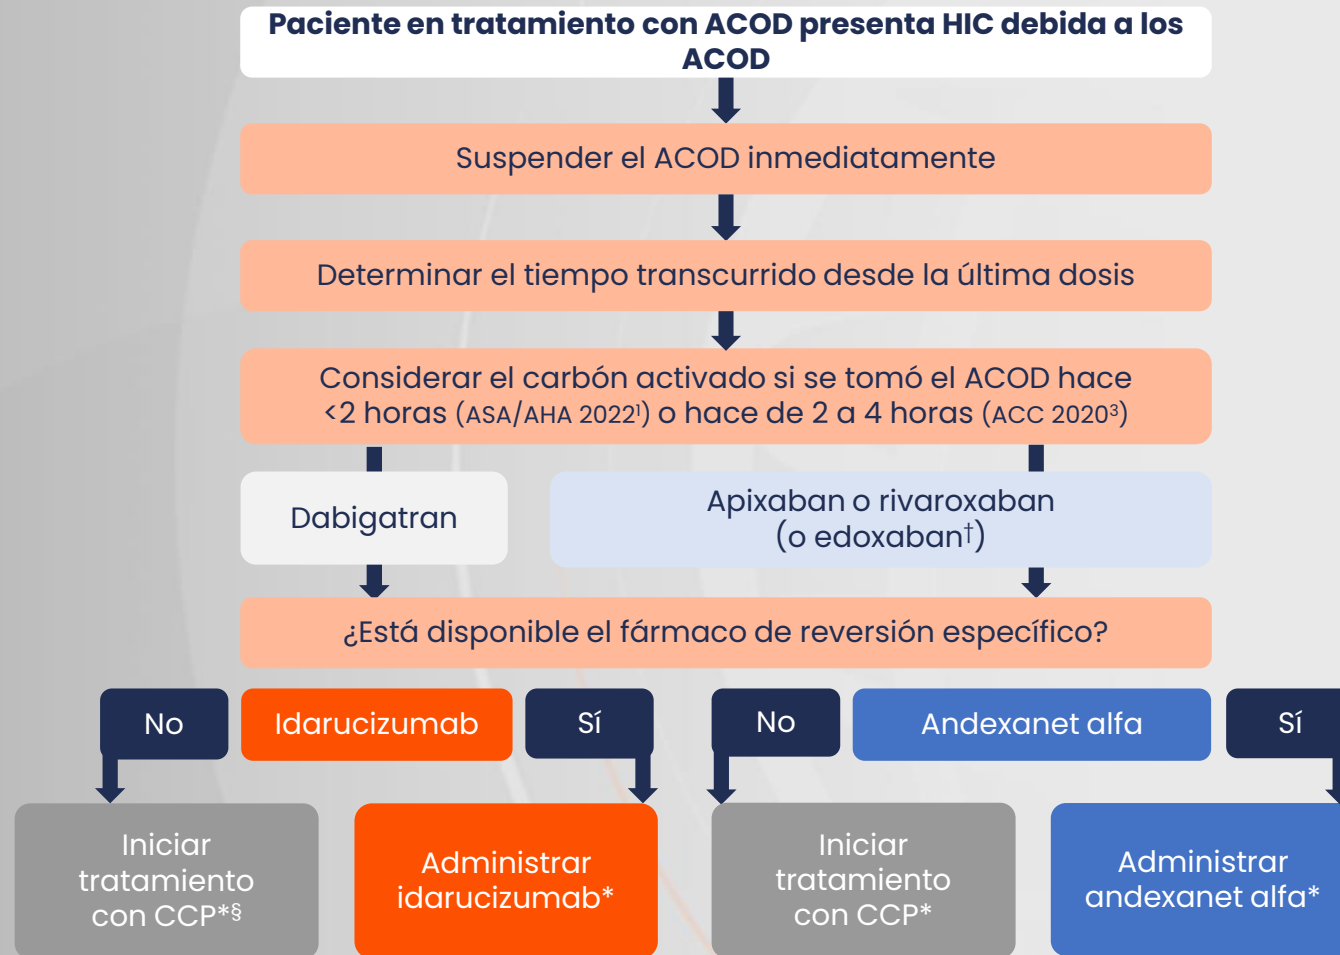 Paciente en tratamiento con ACOD presenta HIC debida a los
ACOD
Suspender el ACOD inmediatamente
Determinar el tiempo transcurrido desde la última dosis
Considerar el carbón activado si se tomó el ACOD hace
<2 horas (ASA/AHA 2022¹) o hace de 2 a 4 horas (ACC 2020³)
Dabigatran
Apixaban o rivaroxaban
(o edoxaban†)
¿Está disponible el fármaco de reversión específico?
No
Idarucizumab
Sí
No
Andexanet alfa
Sí
Iniciar
tratamiento
con CCP*§
Administrar
idarucizumab*
Iniciar
tratamiento
con CCP*
Administrar
andexanet alfa*